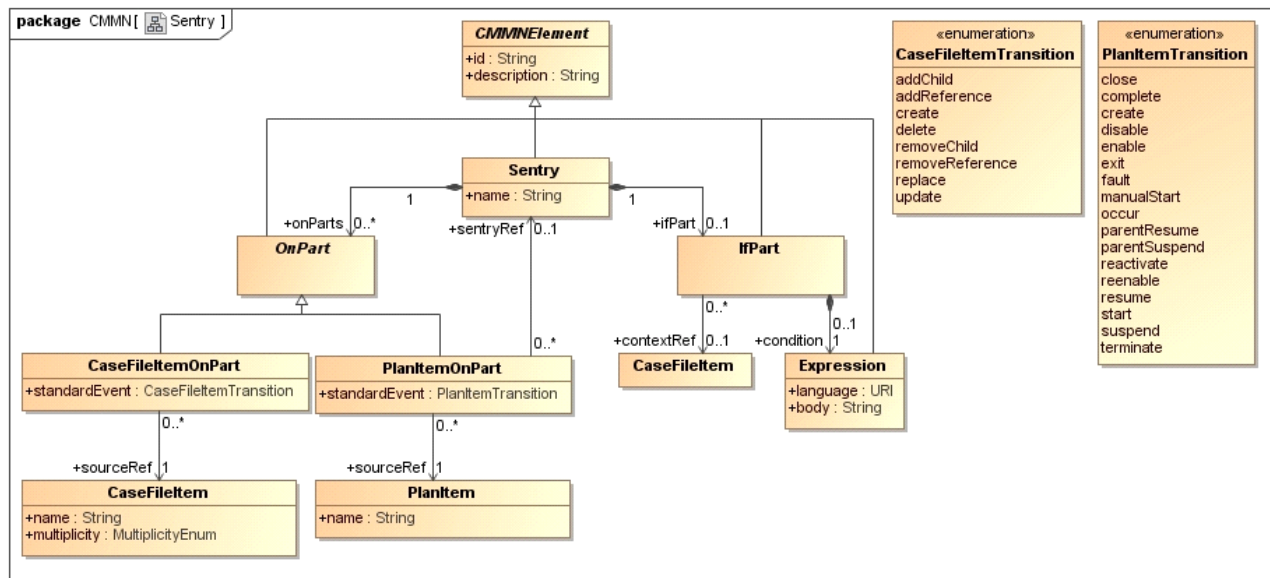 package CMMN[ Sentry ]
CMMNElement
+id : String
+description : String
Sentry
+name : String
1
1
+onParts
0..*
+sentryRef
0..1
+ifPart
0..1
OnPart
IfPart
0..*
+contextRef
0..1
0..1
+condition
1
0..*
CaseFileItemOnPart
+standardEvent : CaseFileItemTransition
PlanItemOnPart
+standardEvent : PlanItemTransition
CaseFileItem
Expression
+language : URI
+body : String
0..*
+sourceRef
1
0..*
+sourceRef
1
CaseFileItem
+name : String
+multiplicity : MultiplicityEnum
PlanItem
+name : String
«enumeration»
CaseFileItemTransition
addChild
addReference
create
delete
removeChild
removeReference
replace
update
«enumeration»
PlanItemTransition
close
complete
create
disable
enable
exit
fault
manualStart
occur
parentResume
parentSuspend
reactivate
reenable
resume
start
suspend
terminate